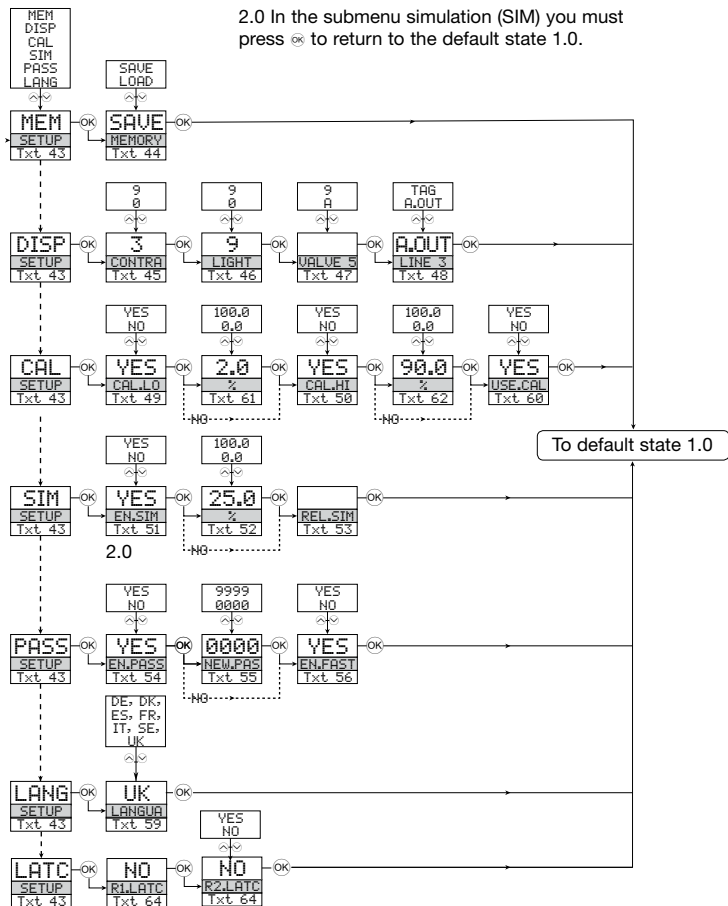 2.0 In the submenu simulation (SIM) you must
press OK to return to the default state 1.0.
MEM
DISP
CAL
SIM
PASS
LANG
SAVE
LOAD
MEM OK SAVE OK
SETUP MEMORY
Txt 43 Txt 44
9 9 9 TAG
0 0 A A.OUT
DISP OK 3 OK 9 OK OK A.OUT OK
SETUP CONTRA LIGHT VALVE 5 LINE 3
Txt 43 Txt 45 Txt 46 Txt 47 Txt 48
YES 100.0 YES 100.0 YES
NO 0.0 NO 0.0 NO
CAL OK YES OK 2.0 OK YES OK 90.0 OK YES OK
SETUP CAL.LO % CAL.HI % USE.CAL
Txt 43 Txt 49 Txt 61 Txt 50 Txt 62 Txt 60
NO NO
To default state 1.0
YES 100.0
NO 0.0
SIM OK YES OK 25.0 OK OK
SETUP EN.SIM % REL.SIM
Txt 43 Txt 51 Txt 52 Txt 53
2.0 NO
YES 9999 YES
NO 0000 NO
PASS OK YES OK 0000 OK YES OK
SETUP EN.PASS NEW.PAS EN.FAST
Txt 43 Txt 54 Txt 55 Txt 56
NO
DE, DK,
ES, FR,
IT, SE,
UK
LANG OK UK OK
SETUP LANGUA
Txt 43 Txt 59
YES
NO
LATC OK NO OK NO OK
SETUP R1.LATC R2.LATC
Txt 43 Txt 64 Txt 64